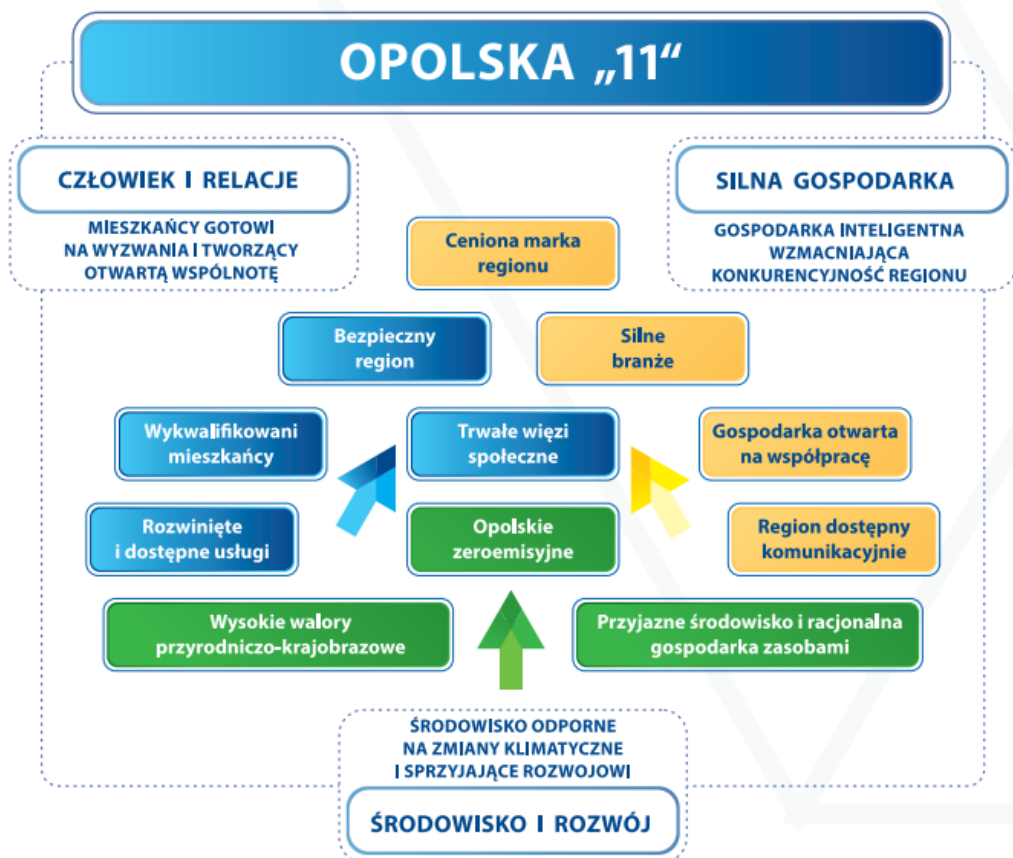 OPOLSKA „11“
CZŁOWIEK I RELACJE
MIESZKAŃCY GOTOWI
NA WYZWANIA I TWORZĄCY
OTWARTĄ WSPÓLNOTĘ
SILNA GOSPODARKA
GOSPODARKA INTELIGENTNA
WZMACNIAJĄCA
KONKURENCYJNOŚĆ REGIONU
Ceniona marka
regionu
Bezpieczny
region
Silne
branże
Wykwalifikowani
mieszkańcy
Trwałe więzi
społeczne
Gospodarka otwarta
na współpracę
Rozwinięte
i dostępne usługi
Opolskie
zeroemisyjne
Region dostępny
komunikacyjnie
Wysokie walory
przyrodniczo-krajobrazowe
Przyjazne środowisko i racjonalna
gospodarka zasobami
ŚRODOWISKO ODPORNE
NA ZMIANY KLIMATYCZNE
I SPRZYJAJĄCE ROZWOJOWI
ŚRODOWISKO I ROZWÓJ